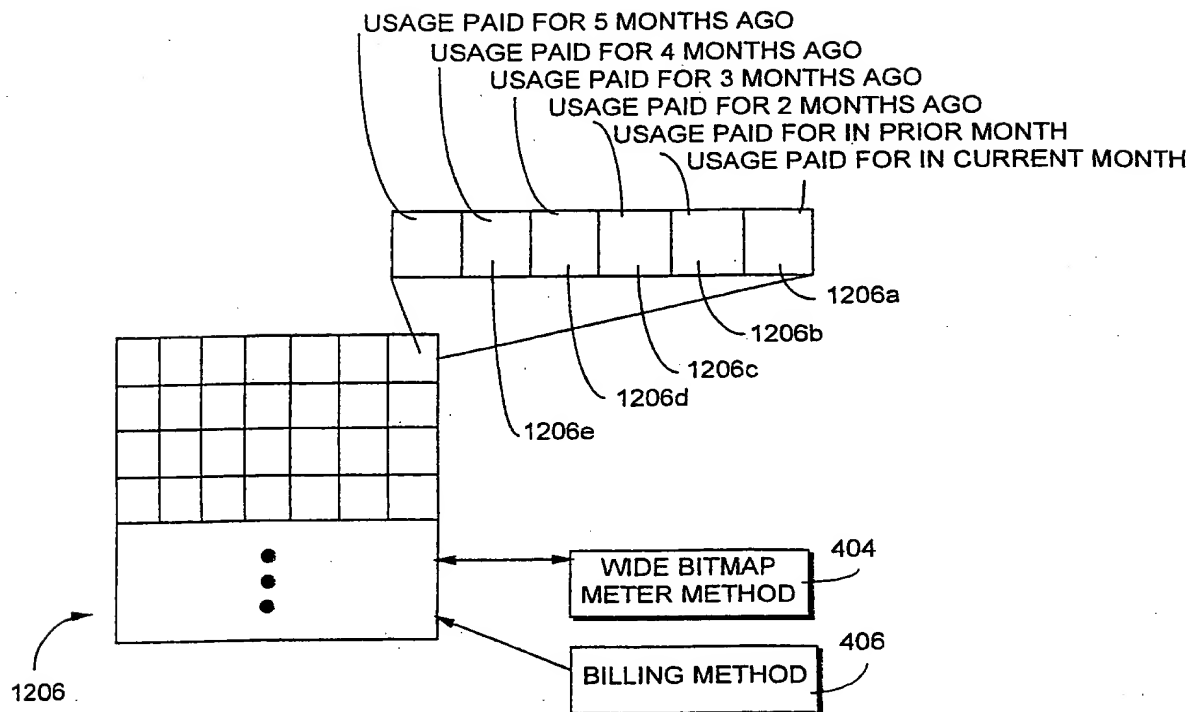 USAGE PAID FOR 5 MONTHS AGO
USAGE PAID FOR 4 MONTHS AGO
USAGE PAID FOR 3 MONTHS AGO
USAGE PAID FOR 2 MONTHS AGO
USAGE PAID FOR IN PRIOR MONTH
USAGE PAID FOR IN CURRENT MONTH
1206a
1206b
1206c
1206d
1206e
404
WIDE BITMAP
METER METHOD
406
BILLING METHOD
1206